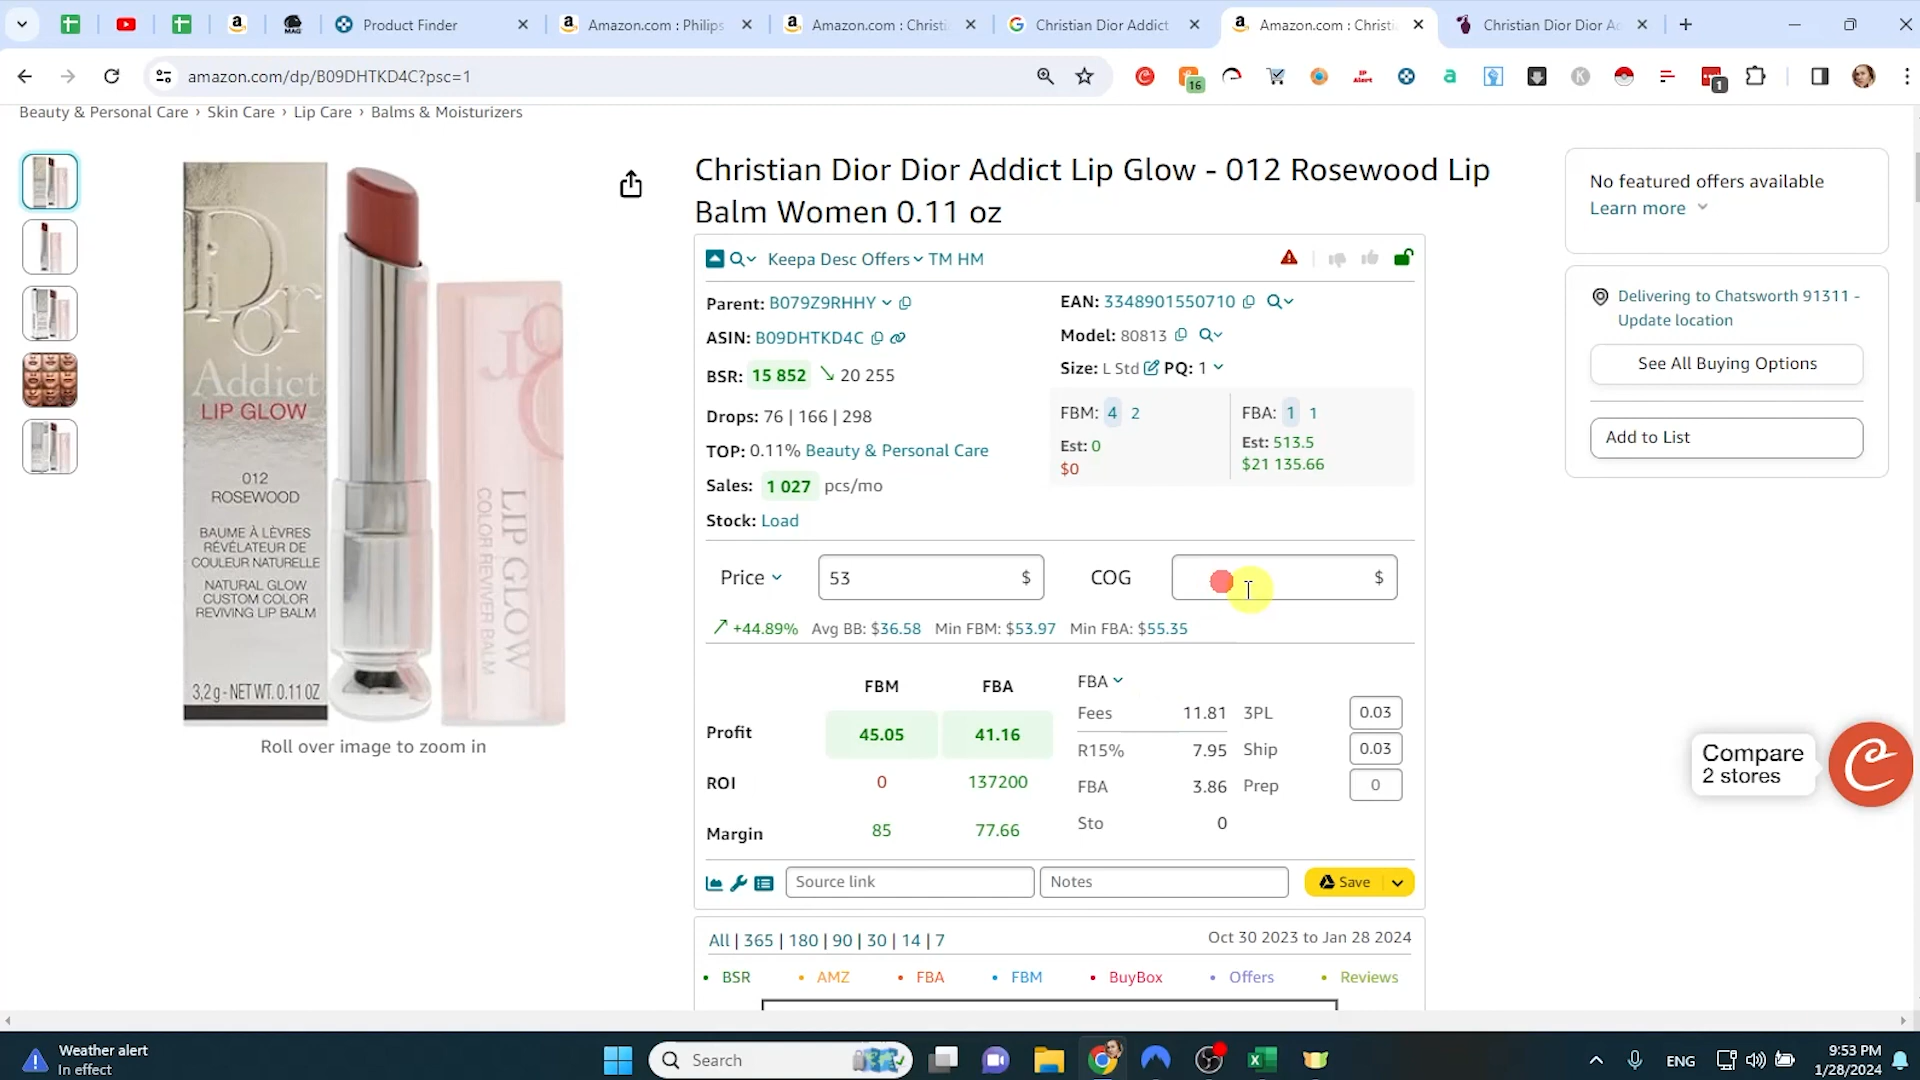 Product Finder
Amazon.com : Philips
Amazon.com : Christi
Christian Dior Addict
Amazon.com : Christi
Christian Dior Dior Ad
amazon.com/dp/B09DHTKD4C?psc=1
16
1
Beauty & Personal Care › Skin Care › Lip Care › Balms & Moisturizers
Dior
Addict
LIP GLOW
012
ROSEWOOD
BAUME À LÈVRES
RÉVÉLATEUR DE
COULEUR NATURELLE
NATURAL GLOW
CUSTOM COLOR
REVIVING LIP BALM
3,2 g - NET WT. 0.11 OZ
LIP GLOW
COLOR REVIVER BALM
Roll over image to zoom in
Christian Dior Dior Addict Lip Glow - 012 Rosewood Lip
Balm Women 0.11 oz
Keepa Desc Offers TM HM
Parent: B079Z9RHHY
ASIN: B09DHTKD4C
BSR: 15 852 20 255
Drops: 76 | 166 | 298
TOP: 0.11% Beauty & Personal Care
Sales: 1 027 pcs/mo
Stock: Load
EAN: 3348901550710
Model: 80813
Size: L Std PQ: 1
FBM: 4 2
Est: 0
$0
FBA: 1 1
Est: 513.5
$21 135.66
Price 53 $ COG $
+44.89% Avg BB: $36.58 Min FBM: $53.97 Min FBA: $55.35
FBM FBA
Profit 45.05 41.16
ROI 0 137200
Margin 85 77.66
FBA
Fees 11.81 3PL 0.03
R15% 7.95 Ship 0.03
FBA 3.86 Prep 0
Sto 0
Source link Notes Save
All | 365 | 180 | 90 | 30 | 14 | 7 Oct 30 2023 to Jan 28 2024
• BSR • AMZ • FBA • FBM • BuyBox • Offers • Reviews
No featured offers available
Learn more
Delivering to Chatsworth 91311 -
Update location
See All Buying Options
Add to List
Compare
2 stores
Weather alert
In effect
Search
ENG
9:53 PM
1/28/2024